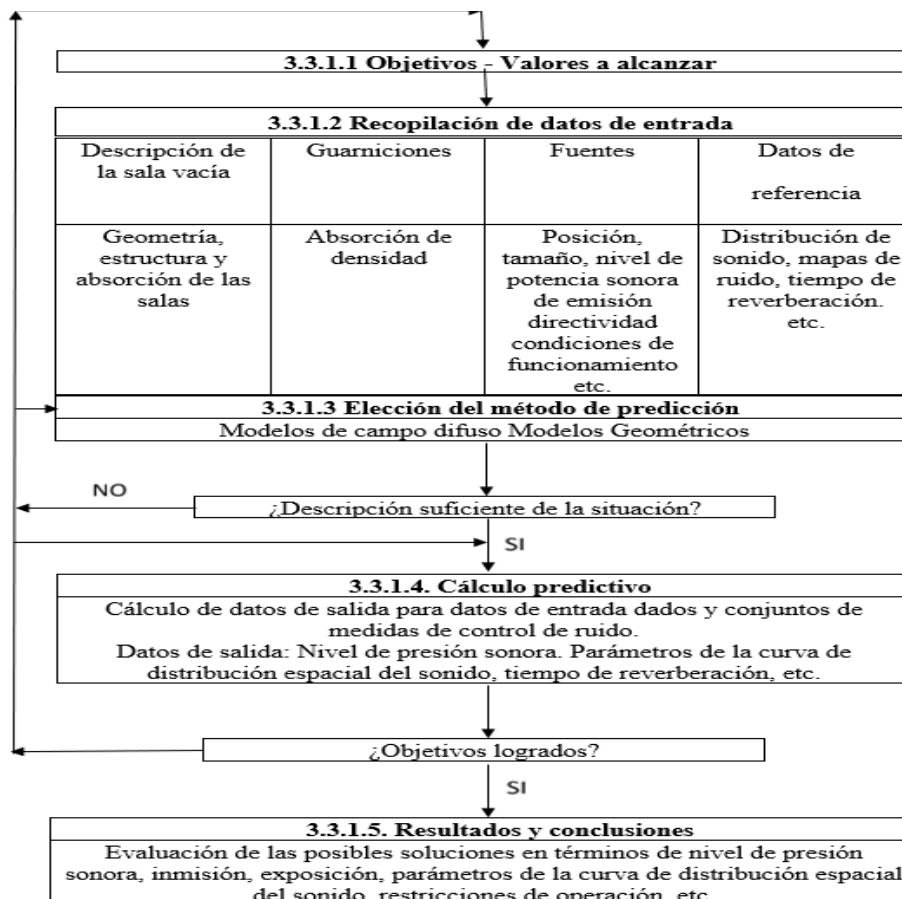 3.3.1.1 Objetivos - Valores a alcanzar
3.3.1.2 Recopilación de datos de entrada
Descripción de
la sala vacía
Guarniciones
Fuentes
Datos de
referencia
Geometría,
estructura y
absorción de las
salas
Absorción de
densidad
Posición,
tamaño, nivel de
potencia sonora
de emisión
directividad
condiciones de
funcionamiento
etc.
Distribución de
sonido, mapas de
ruido, tiempo de
reverberación.
etc.
3.3.1.3 Elección del método de predicción
Modelos de campo difuso Modelos Geométricos
NO
¿Descripción suficiente de la situación?
SI
3.3.1.4. Cálculo predictivo
Cálculo de datos de salida para datos de entrada dados y conjuntos de
medidas de control de ruido.
Datos de salida: Nivel de presión sonora. Parámetros de la curva de
distribución espacial del sonido, tiempo de reverberación, etc.
¿Objetivos logrados?
SI
3.3.1.5. Resultados y conclusiones
Evaluación de las posibles soluciones en términos de nivel de presión
sonora, inmisión, exposición, parámetros de la curva de distribución espacial
del sonido, restricciones de operación, etc